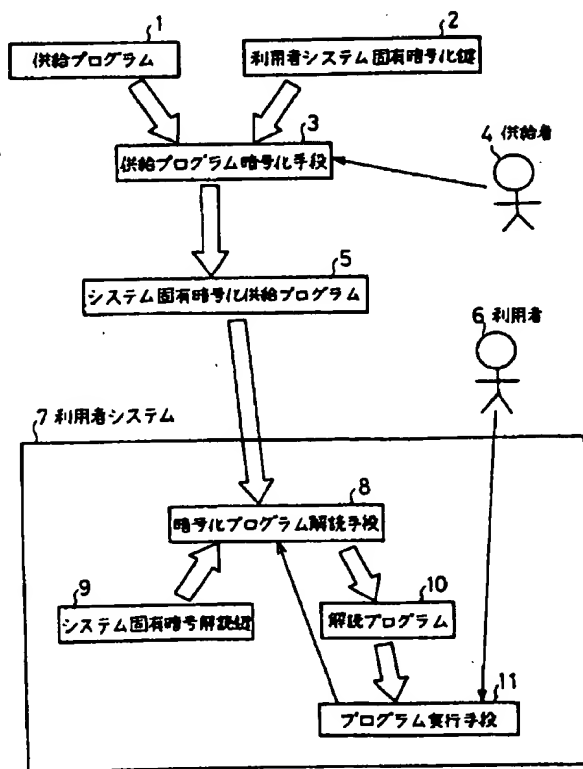 1
供給プログラム
2
利用者システム固有暗号化鍵
3
供給プログラム暗号化手段
4 供給者
5
システム固有暗号化供給プログラム
6 利用者
7 利用者システム
8
暗号化プログラム解読手段
9
システム固有暗号解読鍵
10
解読プログラム
11
プログラム実行手段